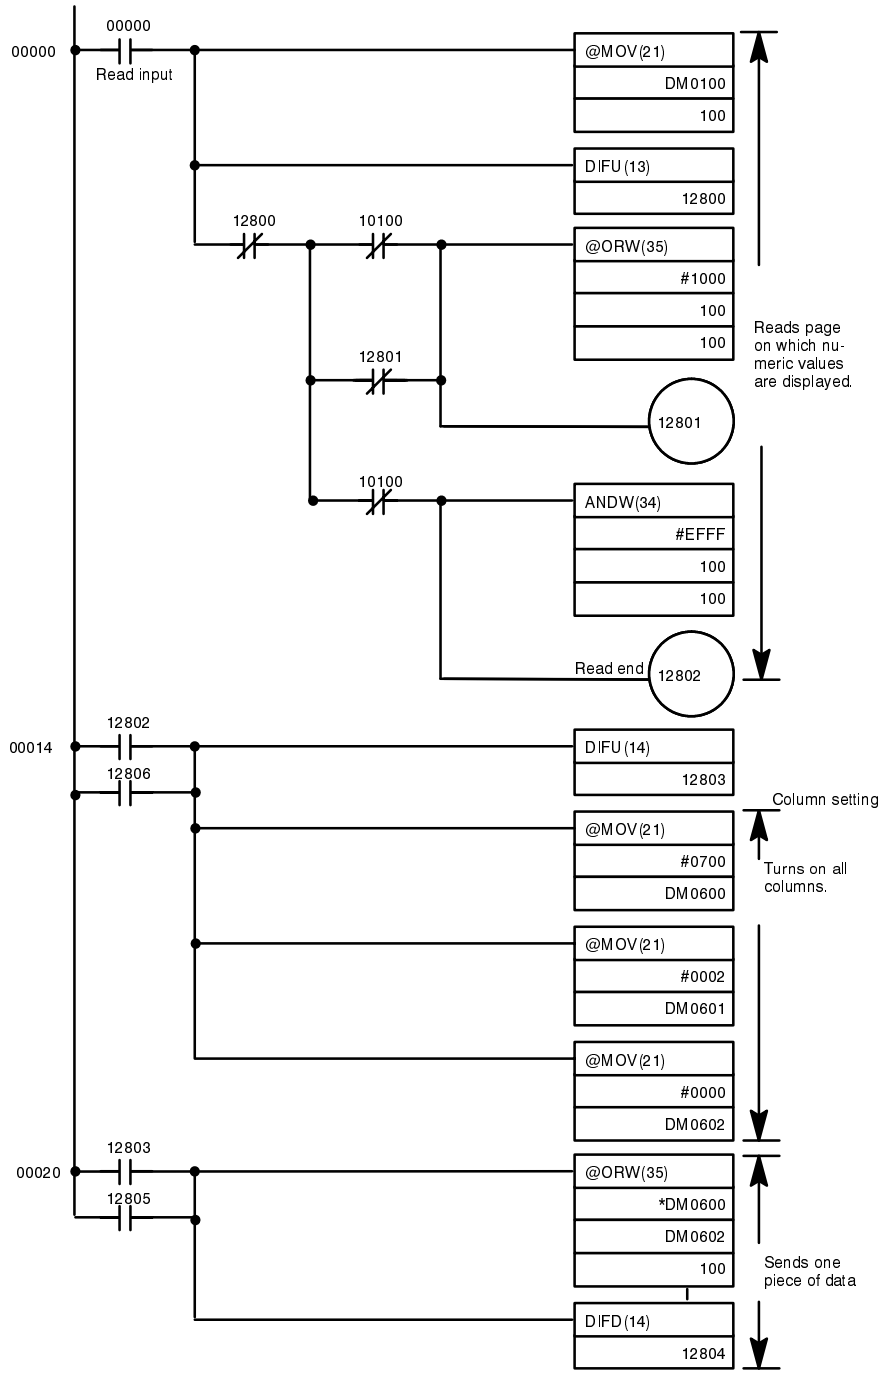 00000
00000
Read input
@MOV(21)
DM0100
100
DIFU(13)
12800
12800
10100
@ORW(35)
#1000
100
100
12801
12801
Reads page
on which nu-
meric values
are displayed.
10100
ANDW(34)
#EFFF
100
100
Read end
12802
00014
12802
12806
DIFU(14)
12803
Column setting
@MOV(21)
#0700
DM0600
Turns on all
columns.
@MOV(21)
#0002
DM0601
@MOV(21)
#0000
DM0602
00020
12803
12805
@ORW(35)
*DM0600
DM0602
100
Sends one
piece of data
DIFD(14)
12804